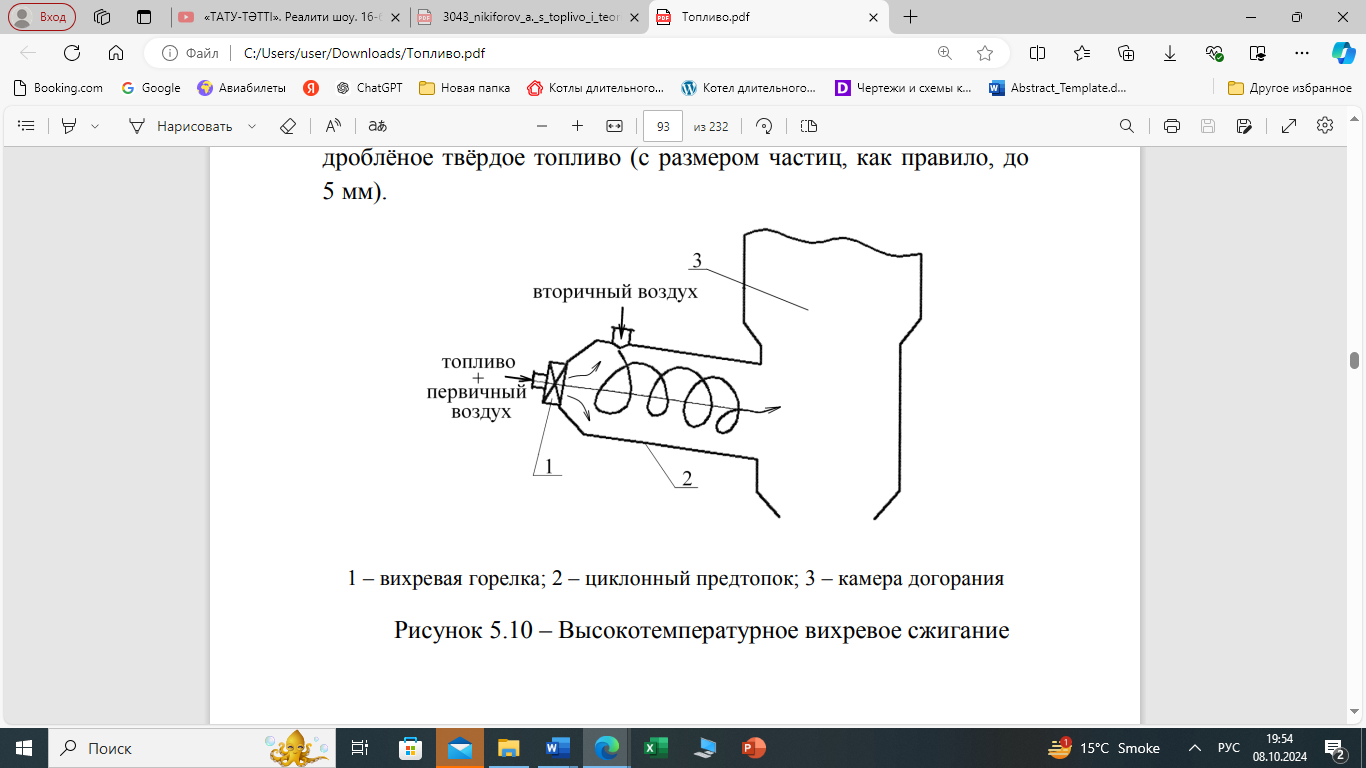 Вход
«ТАТУ-ТӘТТІ». Реалити шоу. 16-
3043_nikiforov_a._s_toplivo_i_teor
Топливо.pdf
Файл
C:/Users/user/Downloads/Топливо.pdf
Booking.com
Google
Авиабилеты
Я
ChatGPT
Новая папка
Котлы длительного...
Котел длительного...
Чертежи и схемы к...
Abstract_Template.d...
Другое избранное
Нарисовать
аあ
93 из 232
дроблёное твёрдое топливо (с размером частиц, как правило, до
5 мм).
3
вторичный воздух
топливо
+
первичный
воздух
1
2
1 – вихревая горелка; 2 – циклонный предтопок; 3 – камера догорания
Рисунок 5.10 – Высокотемпературное вихревое сжигание
Поиск
1
15°C Smoke
РУС
19:54
08.10.2024
2